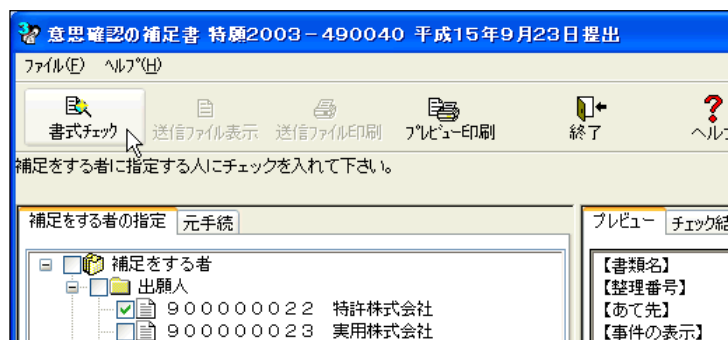 意思確認の補足書 特願2003－490040 平成15年9月23日提出
ファイル(F) ヘルプ(H)
書式チェック 送信ファイル表示 送信ファイル印刷 プレビュー印刷 終了
補足をする者に指定する人にチェックを入れて下さい。
補足をする者の指定 元手続 プレビュー
補足をする者 【書類名】
出願人 【整理番号】
900000022 特許株式会社 【あて先】
900000023 実用株式会社 【事件の表示】